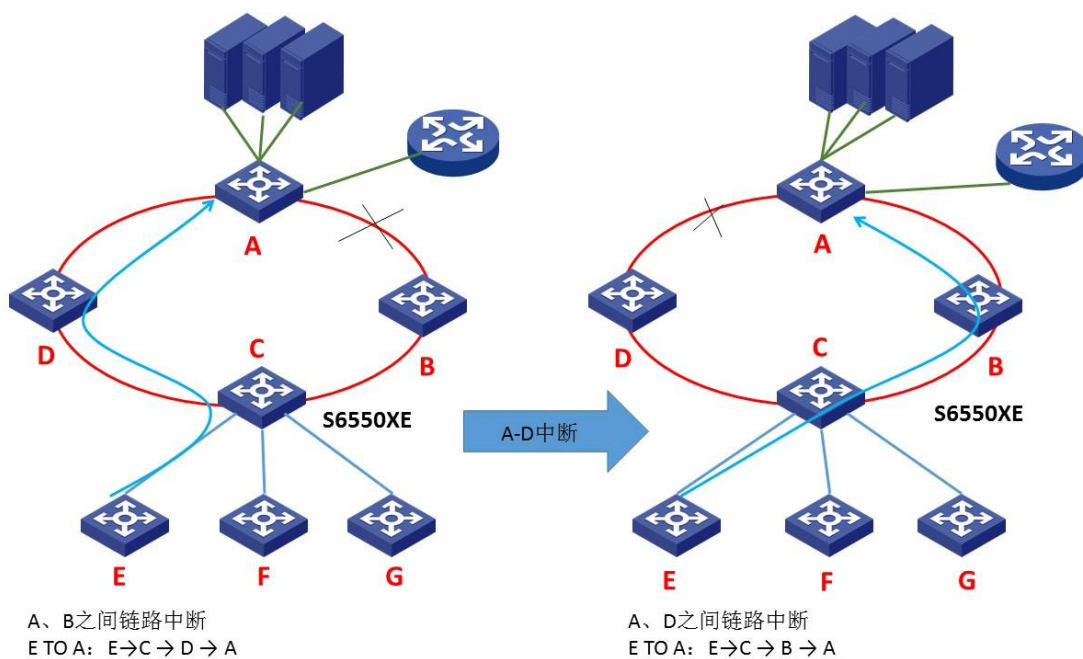 A
D
C
B
S6550XE
E
F
G
A、B之间链路中断
E TO A: E→C → D → A
A-D中断
A
D
C
B
S6550XE
E
F
G
A、D之间链路中断
E TO A: E→C → B → A